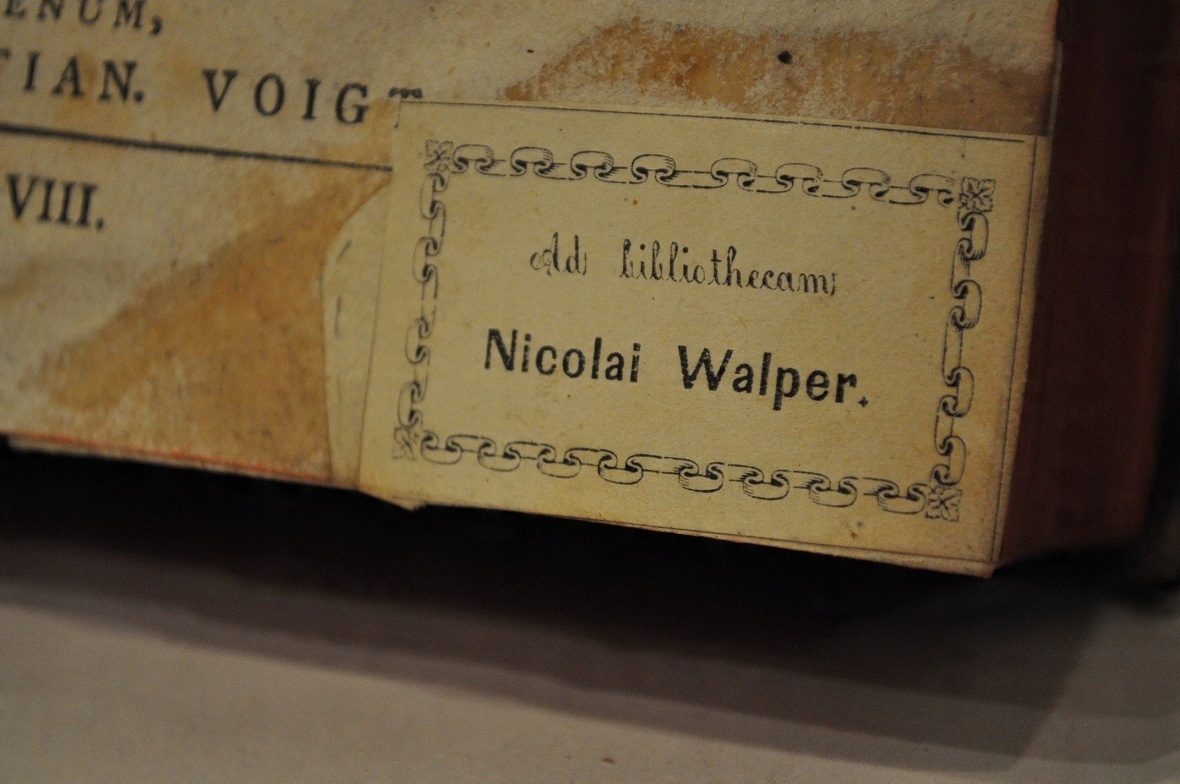 ENUM,
TIAN. VOIGT
VIII.
Ad bibliothecam
Nicolai Walper.